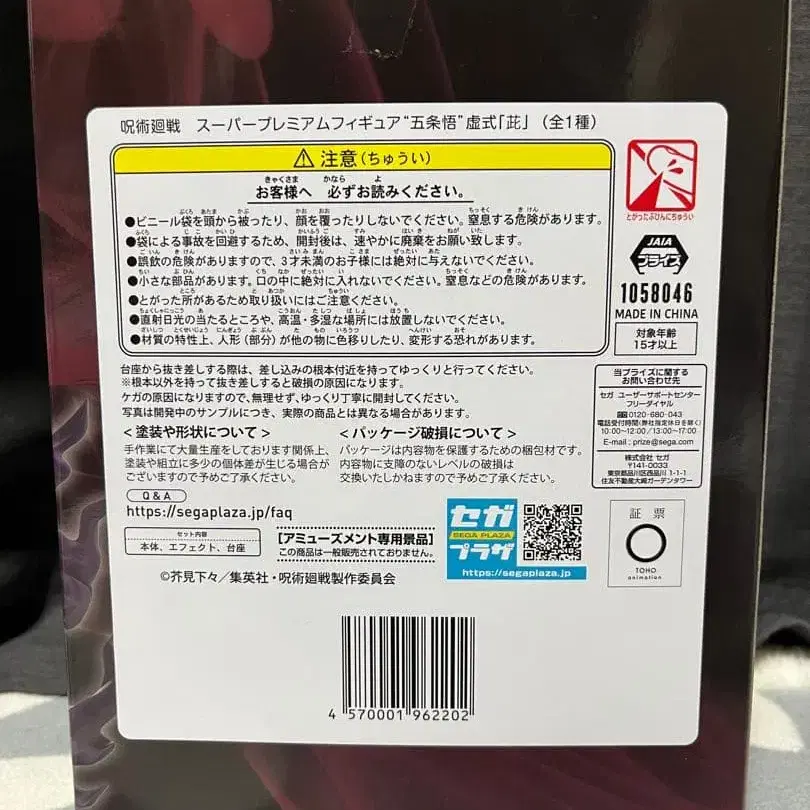 呪術廻戦 スーパープレミアムフィギュア“五条悟”虚式「茈」（全1種）
⚠ 注意（ちゅうい）
お客様へ 必ずお読みください。
●ビニール袋を頭から被ったり、顔を覆ったりしないでください。窒息する危険があります。
●袋による事故を回避するため、開封後は、速やかに廃棄をお願い致します。
●誤飲の危険がありますので、3才未満のお子様には絶対に与えないでください。
●小さな部品があります。口の中に絶対に入れないでください。窒息などの危険があります。
●とがった所があるため取り扱いにはご注意ください。
●直射日光の当たるところや、高温・多湿な場所には放置しないでください。
●材質の特性上、人形（部分）が他の物に色移りしたり、変形する恐れがあります。
とがったぶひんにちゅうい
JAIA
プライズ
1058046
MADE IN CHINA
対象年齢
15才以上
台座から抜き差しする際は、差し込みの根本付近を持ってゆっくりと行ってください。
※根本以外を持って抜き差しすると破損の原因になります。
ケガの原因になりますので、無理せず、ゆっくり丁寧に開封してください。
写真は開発中のサンプルにつき、実際の商品とは異なる場合があります。
＜塗装や形状について＞
手作業にて大量生産をしております関係上、
塗装や組立に多少の個体差が生じる場合が
ございますので予めご了承ください。
＜パッケージ破損について＞
パッケージは内容物を保護するための梱包材です。
内容物に支障のないレベルの破損は
交換いたしかねますので予めご了承ください。
当プライズに関する
お問い合わせ先
セガ ユーザーサポートセンター
フリーダイヤル
0120-680-043
電話受付時間（弊社指定休日を除く）
10:00～12:00／13:00～17:00
E-mail : prize@sega.com
株式会社 セガ
〒141-0033
東京都品川区西品川 1-1-1
住友不動産大崎ガーデンタワー
Q & A
https://segaplaza.jp/faq
セット内容
本体、エフェクト、台座
【アミューズメント専用景品】
この商品は一般販売されておりません。
セガ
SEGA PLAZA
プラザ
https://segaplaza.jp
証票
TOHO
animation
©芥見下々／集英社・呪術廻戦製作委員会
4 570001 962202